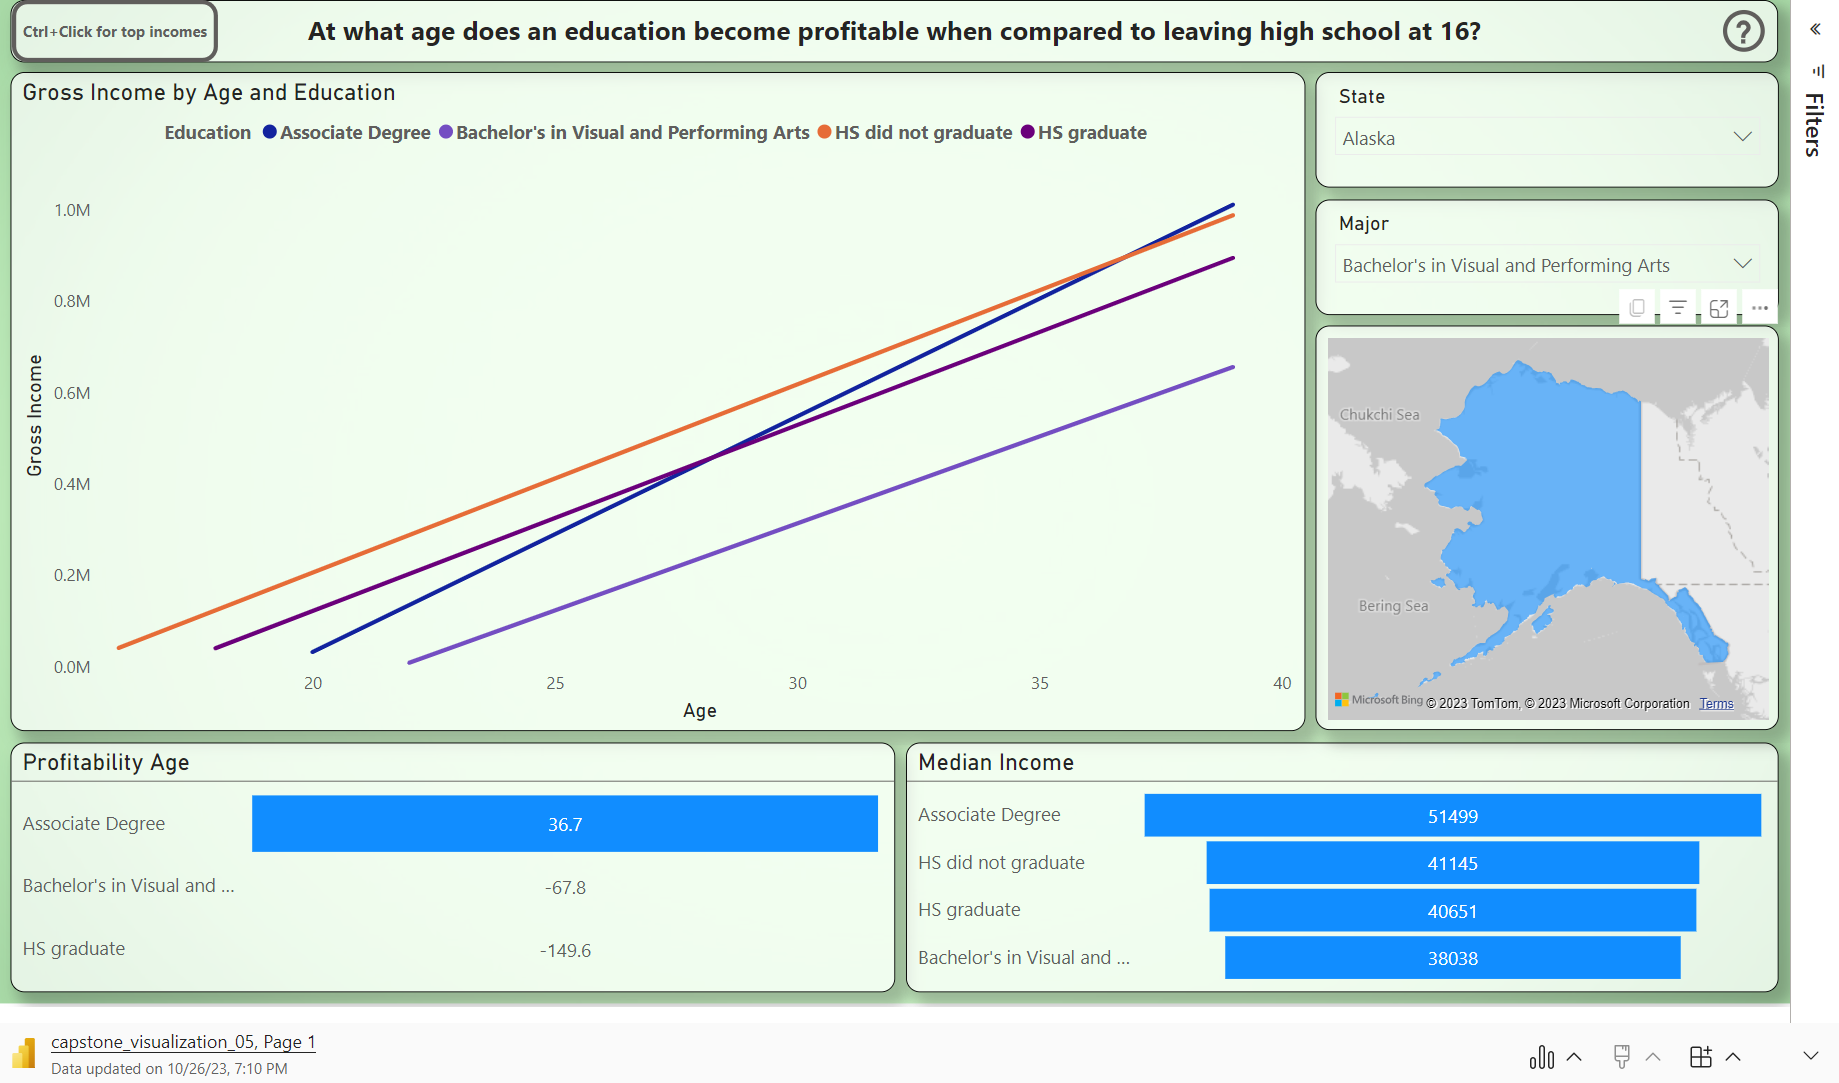 Ctrl+Click for top incomes
At what age does an education become profitable when compared to leaving high school at 16?
?
Filters
Gross Income by Age and Education
Education Associate Degree Bachelor's in Visual and Performing Arts HS did not graduate HS graduate
1.0M
0.8M
0.6M
0.4M
0.2M
0.0M
Gross Income
20 25 30 35 40
Age
State
Alaska
Major
Bachelor's in Visual and Performing Arts
Chukchi Sea
Bering Sea
Microsoft Bing © 2023 TomTom, © 2023 Microsoft Corporation Terms
Profitability Age
Associate Degree 36.7
Bachelor's in Visual and ... -67.8
HS graduate -149.6
Median Income
Associate Degree 51499
HS did not graduate 41145
HS graduate 40651
Bachelor's in Visual and ... 38038
capstone_visualization_05, Page 1
Data updated on 10/26/23, 7:10 PM